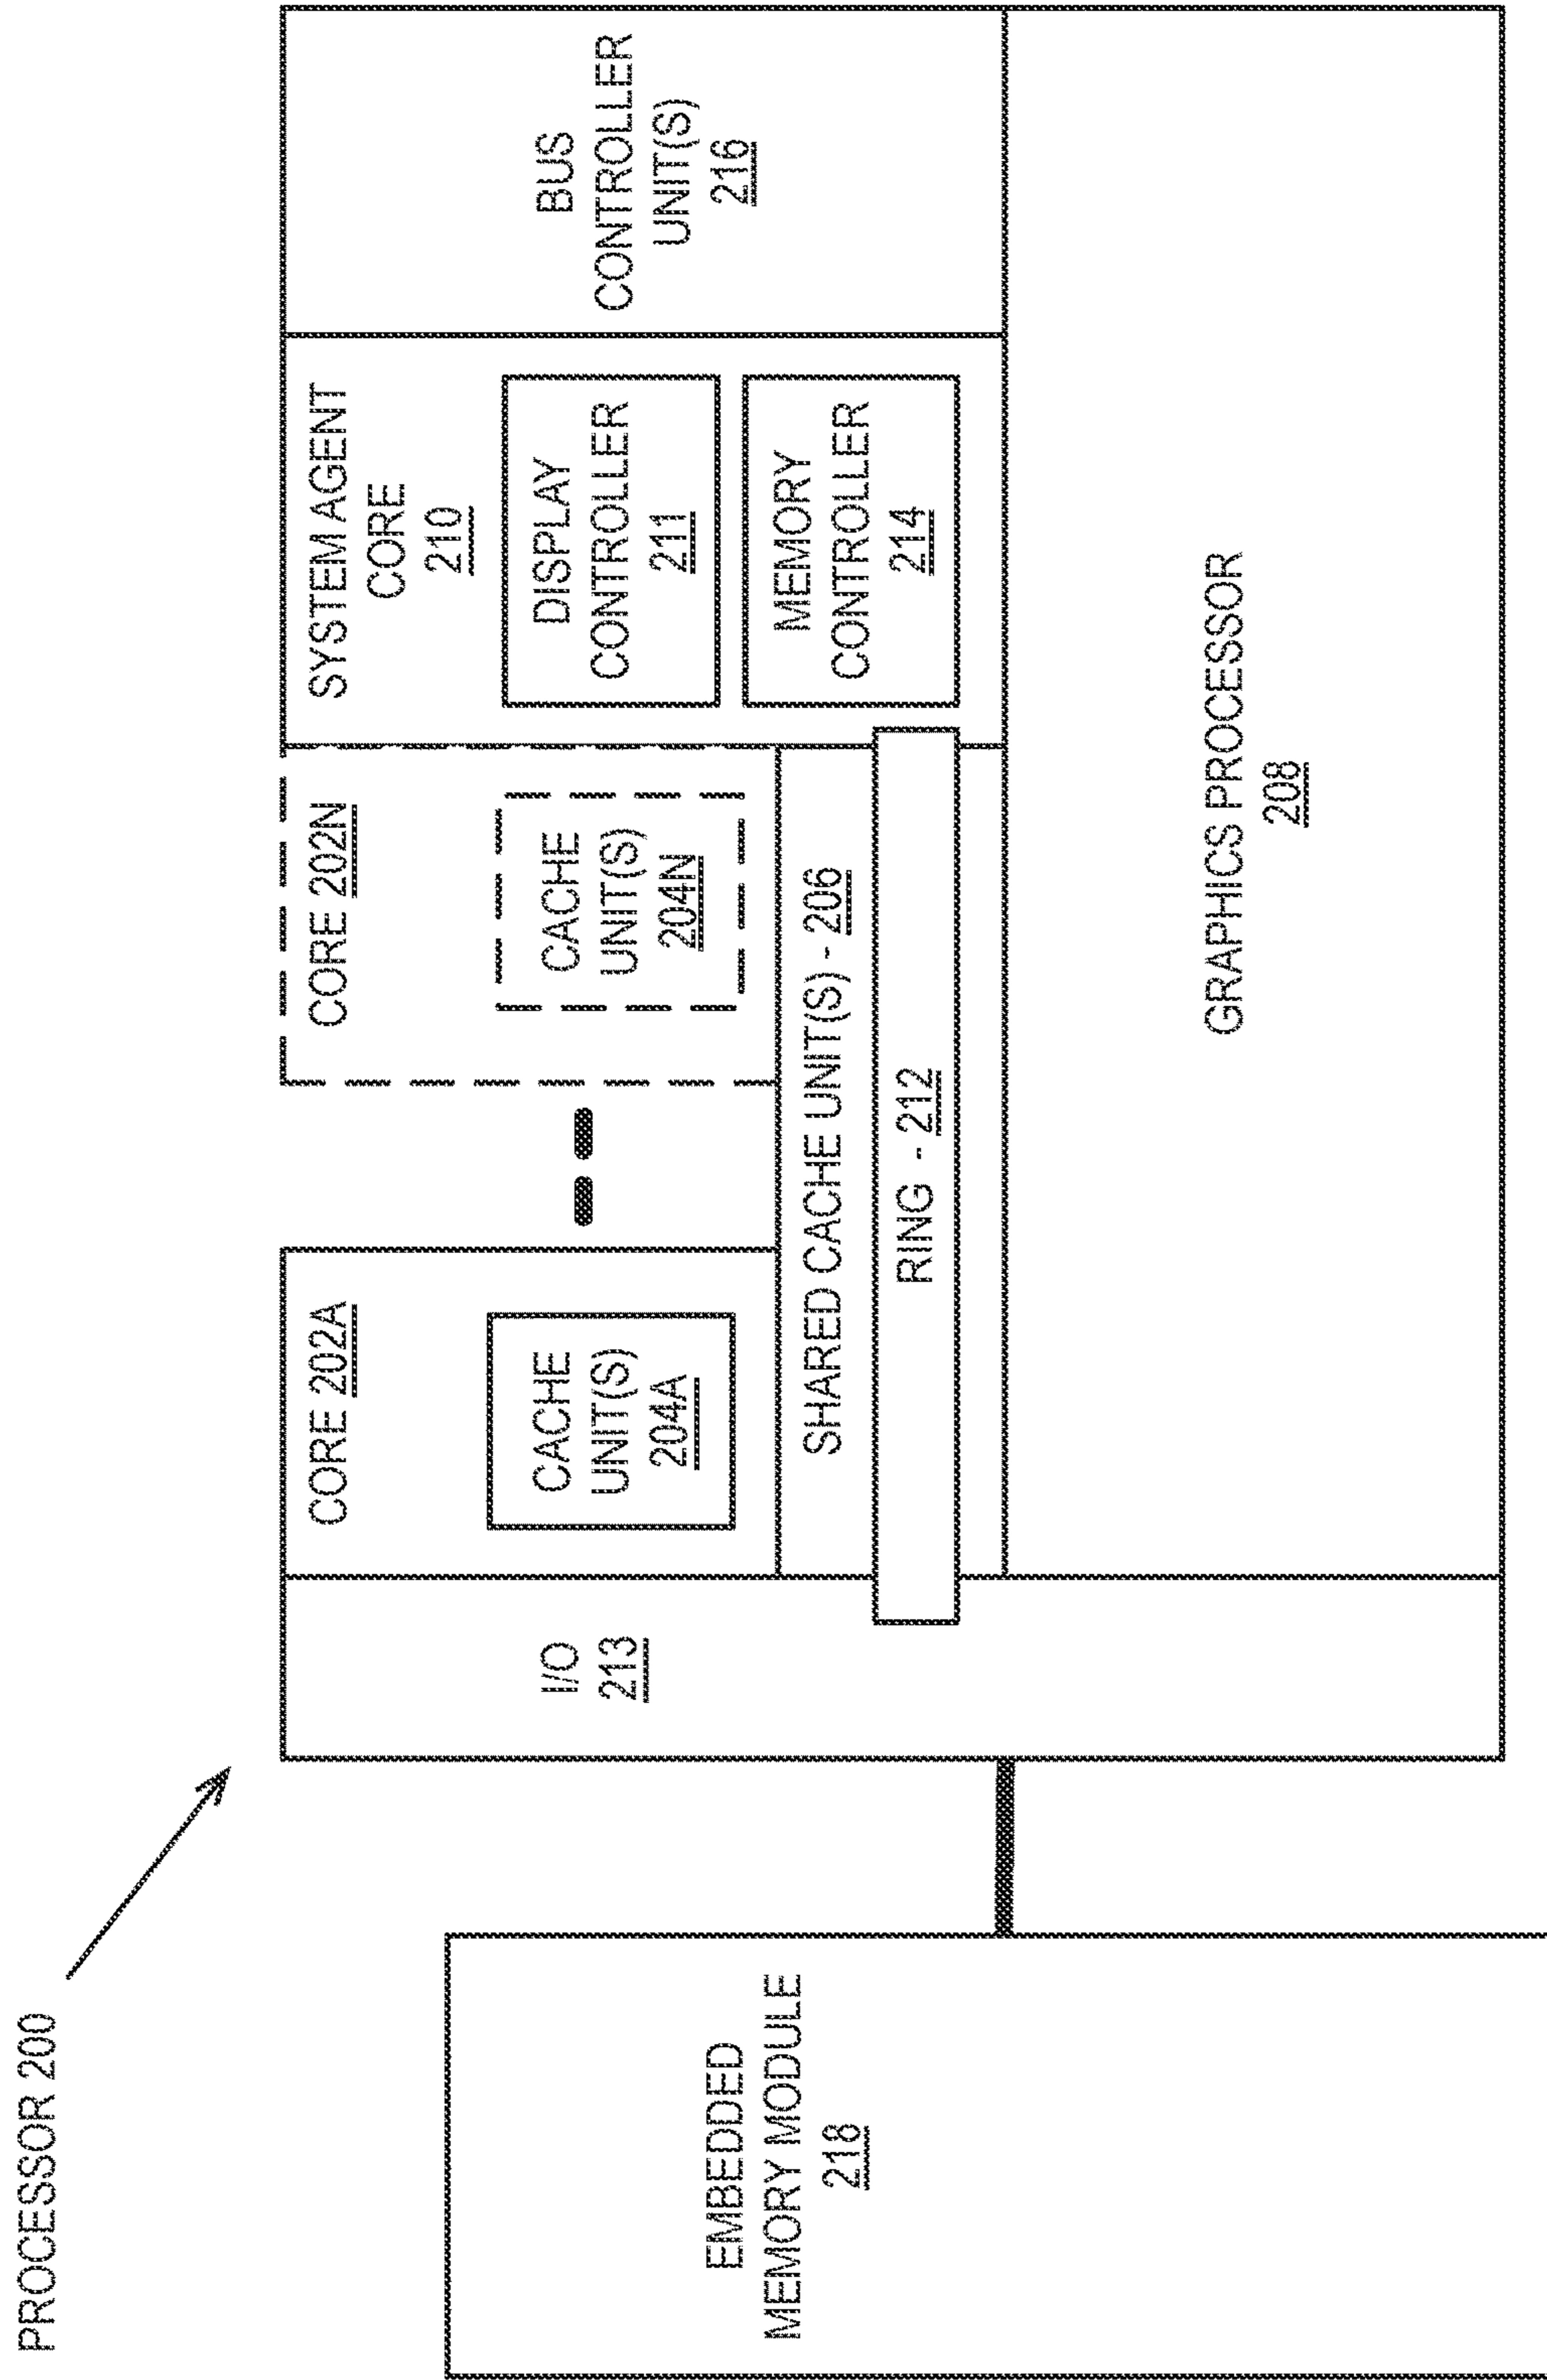 PROCESSOR 200
EMBEDDED
MEMORY MODULE
218
I/O
213
CORE 202A
CACHE
UNIT(S)
204A
CORE 202N
CACHE
UNIT(S)
204N
SHARED CACHE UNIT(S) - 206
RING - 212
SYSTEM AGENT
CORE
210
DISPLAY
CONTROLLER
211
MEMORY
CONTROLLER
214
BUS
CONTROLLER
UNIT(S)
216
GRAPHICS PROCESSOR
208